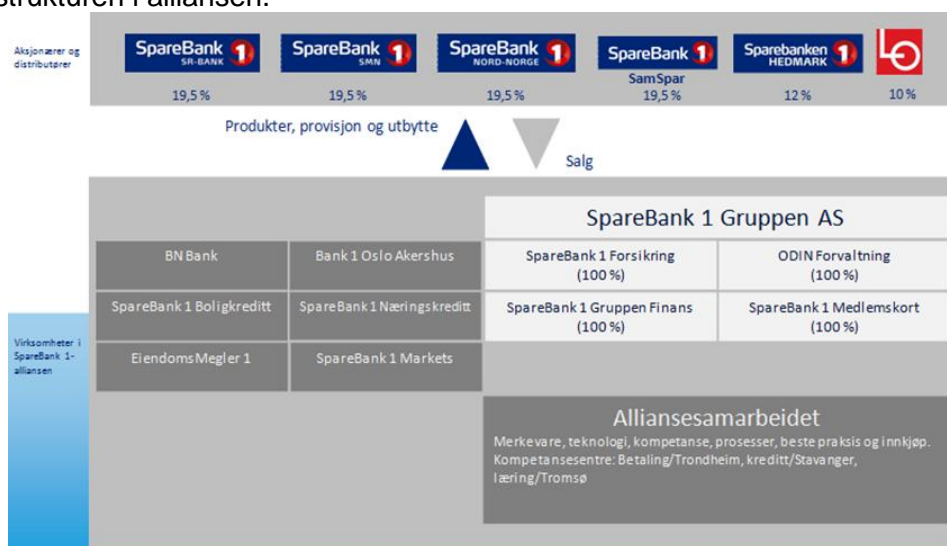 strukturen i alliansen.
Aksjonærer og
distributører
SpareBank 1
SR-BANK
SpareBank 1
SMN
SpareBank 1
NORD-NORGE
SpareBank 1
SamSpar
Sparebanken 1
HEDMARK
LO
19,5 %
19,5 %
19,5 %
19,5 %
12 %
10 %
Produkter, provisjon og utbytte
Salg
SpareBank 1 Gruppen AS
BN Bank
Bank 1 Oslo Akershus
SpareBank 1 Forsikring
(100 %)
ODIN Forvaltning
(100 %)
SpareBank 1 Boligkreditt
SpareBank 1 Næringskreditt
SpareBank 1 Gruppen Finans
(100 %)
SpareBank 1 Medlemskort
(100 %)
Virksomheter i
SpareBank 1-
alliansen
EiendomsMegler 1
SpareBank 1 Markets
Alliansesamarbeidet
Merkevare, teknologi, kompetanse, prosesser, beste praksis og innkjøp.
Kompetansesentre: Betaling/Trondheim, kreditt/Stavanger,
læring/Tromsø